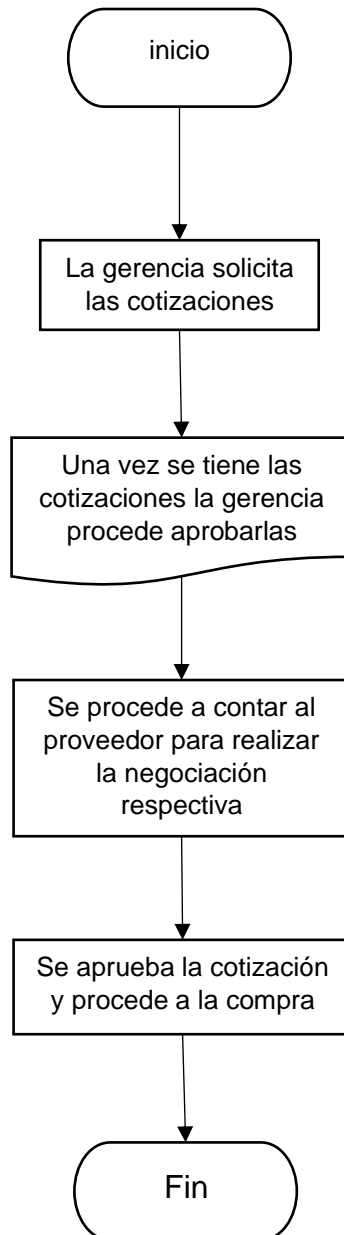 inicio
La gerencia solicita
las cotizaciones
Una vez se tiene las
cotizaciones la gerencia
procede aprobarlas
Se procede a contar al
proveedor para realizar
la negociación
respectiva
Se aprueba la cotización
y procede a la compra
Fin